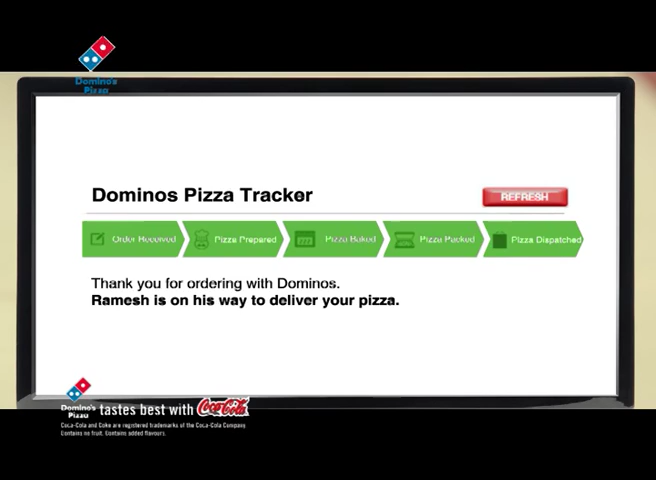 Domino's
Pizza
Dominos Pizza Tracker
REFRESH
Order Received
Pizza Prepared
Pizza Baked
Pizza Packed
Pizza Dispatched
Thank you for ordering with Dominos.
Ramesh is on his way to deliver your pizza.
Domino's
Pizza
tastes best with Coca-Cola
Coca-Cola and Coke are registered trademarks of the Coca-Cola Company
Contains no fruit. Contains added flavours.